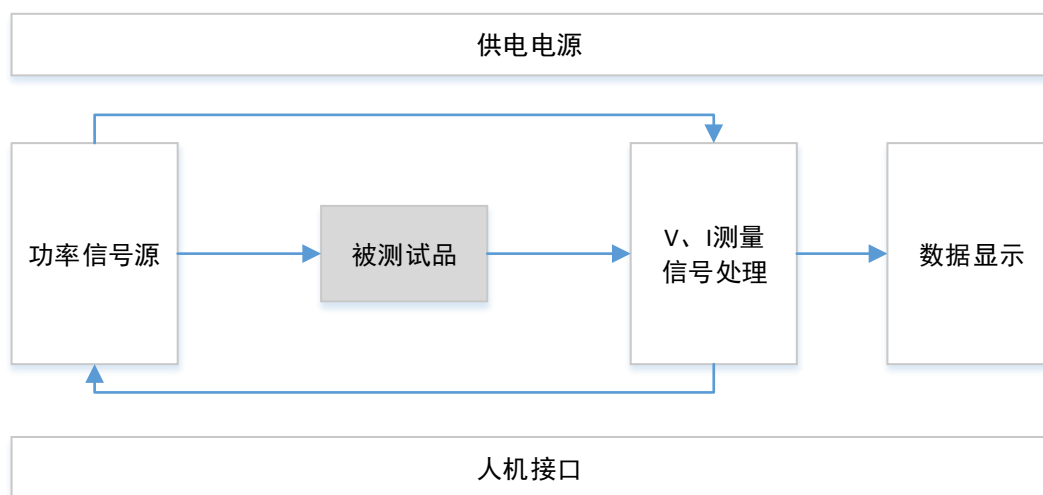 供电电源
功率信号源
被测试品
V、I测量
信号处理
数据显示
人机接口